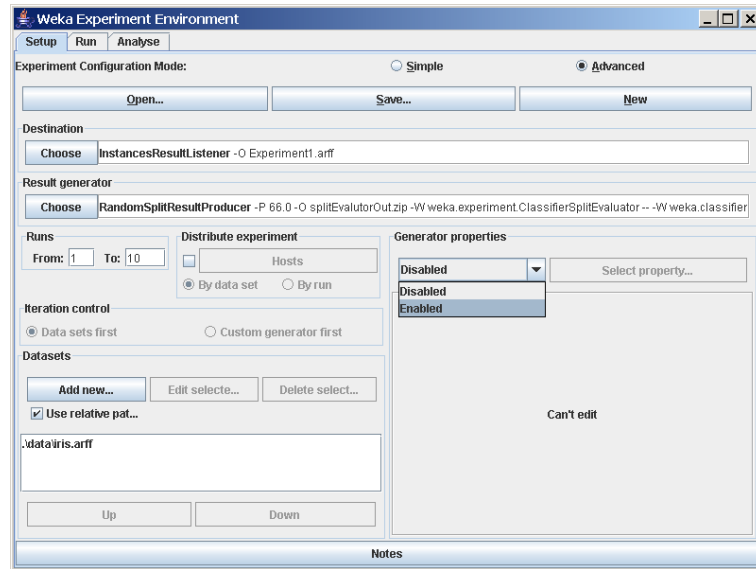 Weka Experiment Environment
Setup Run Analyse
Experiment Configuration Mode: Simple Advanced
Open... Save... New
Destination
Choose InstancesResultListener -O Experiment1.arff
Result generator
Choose RandomSplitResultProducer -P 66.0 -O splitEvalutorOut.zip -W weka.experiment.ClassifierSplitEvaluator -- -W weka.classifier
Runs
From: 1 To: 10
Distribute experiment
Hosts
By data set By run
Generator properties
Disabled Select property...
Disabled
Enabled
Can't edit
Iteration control
Data sets first Custom generator first
Datasets
Add new... Edit selecte... Delete select...
Use relative pat...
.\data\iris.arff
Up Down
Notes